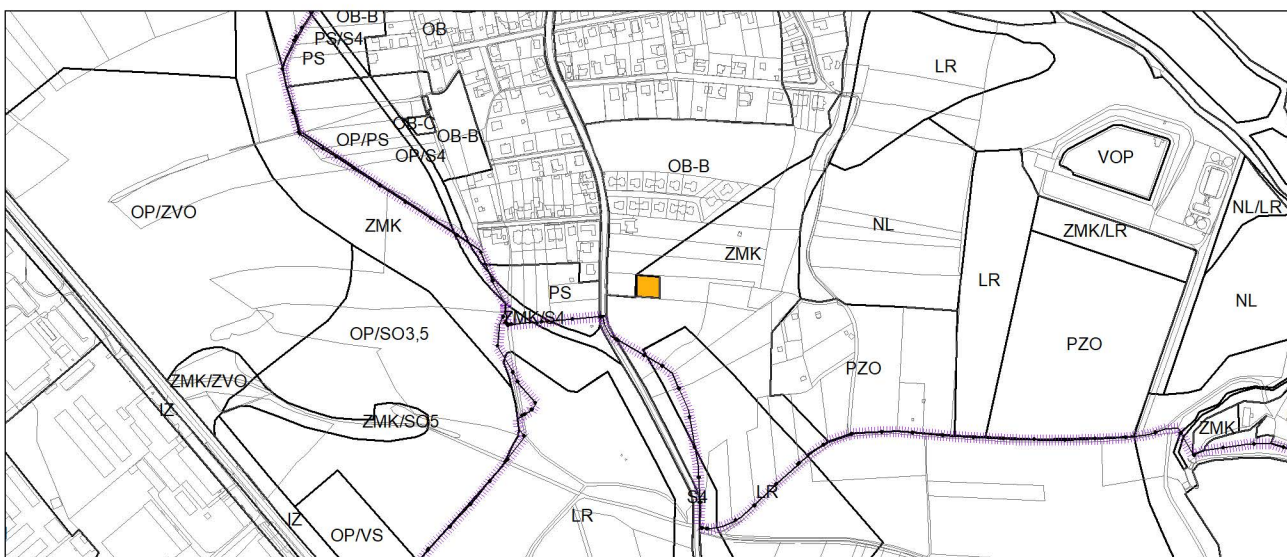 OB-B
PS/S4
OB
PS
LR
OB-C
OP/PS
OB-B
OP/S4
VOP
OB-B
OP/ZVO
ZMK
NL/LR
ZMK/LR
NL
ZMK
LR
PS
NL
ZMK/S4
OP/SO3,5
PZO
PZO
ZMK/ZVO
IZ
ZMK/SO5
ZMK
S4
LR
IZ
LR
OP/VS